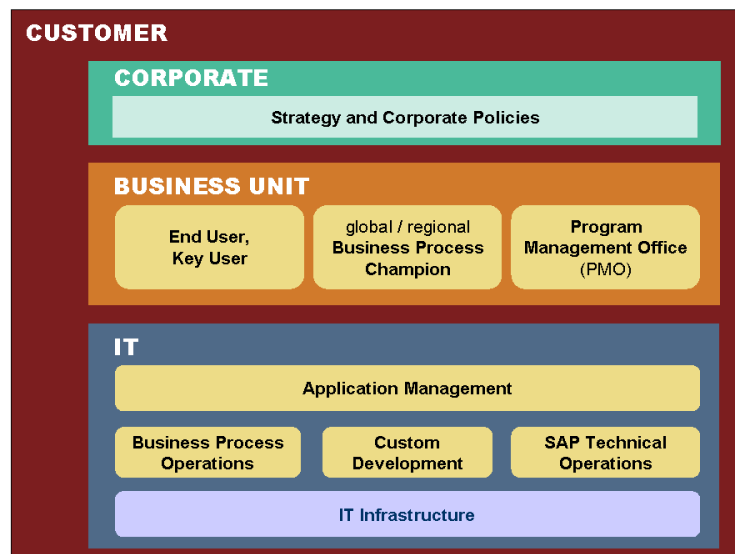 CUSTOMER
CORPORATE
Strategy and Corporate Policies
BUSINESS UNIT
End User,
Key User
global / regional
Business Process
Champion
Program
Management Office
(PMO)
IT
Application Management
Business Process
Operations
Custom
Development
SAP Technical
Operations
IT Infrastructure